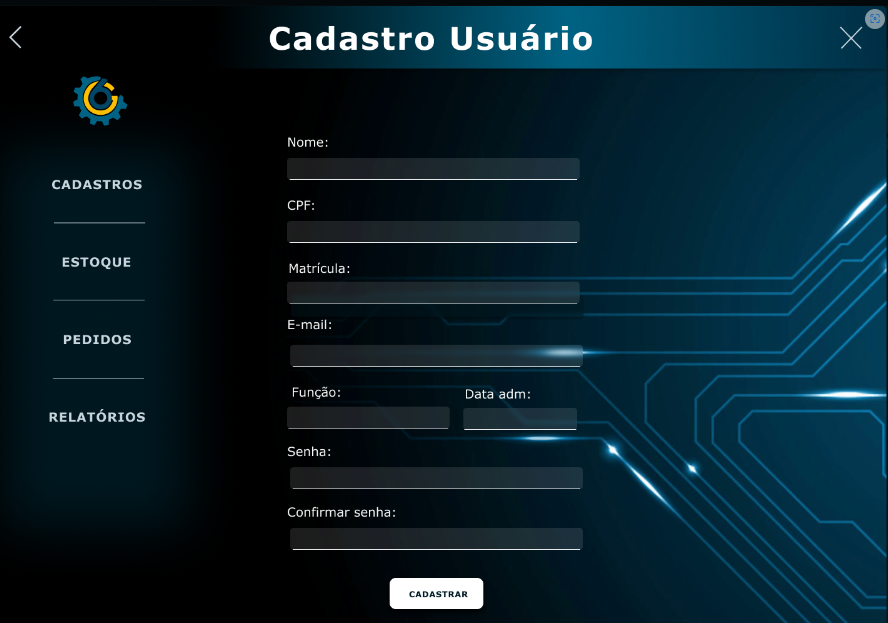 Cadastro Usuário
CADASTROS
ESTOQUE
PEDIDOS
RELATÓRIOS
Nome:
CPF:
Matrícula:
E-mail:
Função:
Data adm:
Senha:
Confirmar senha:
CADASTRAR